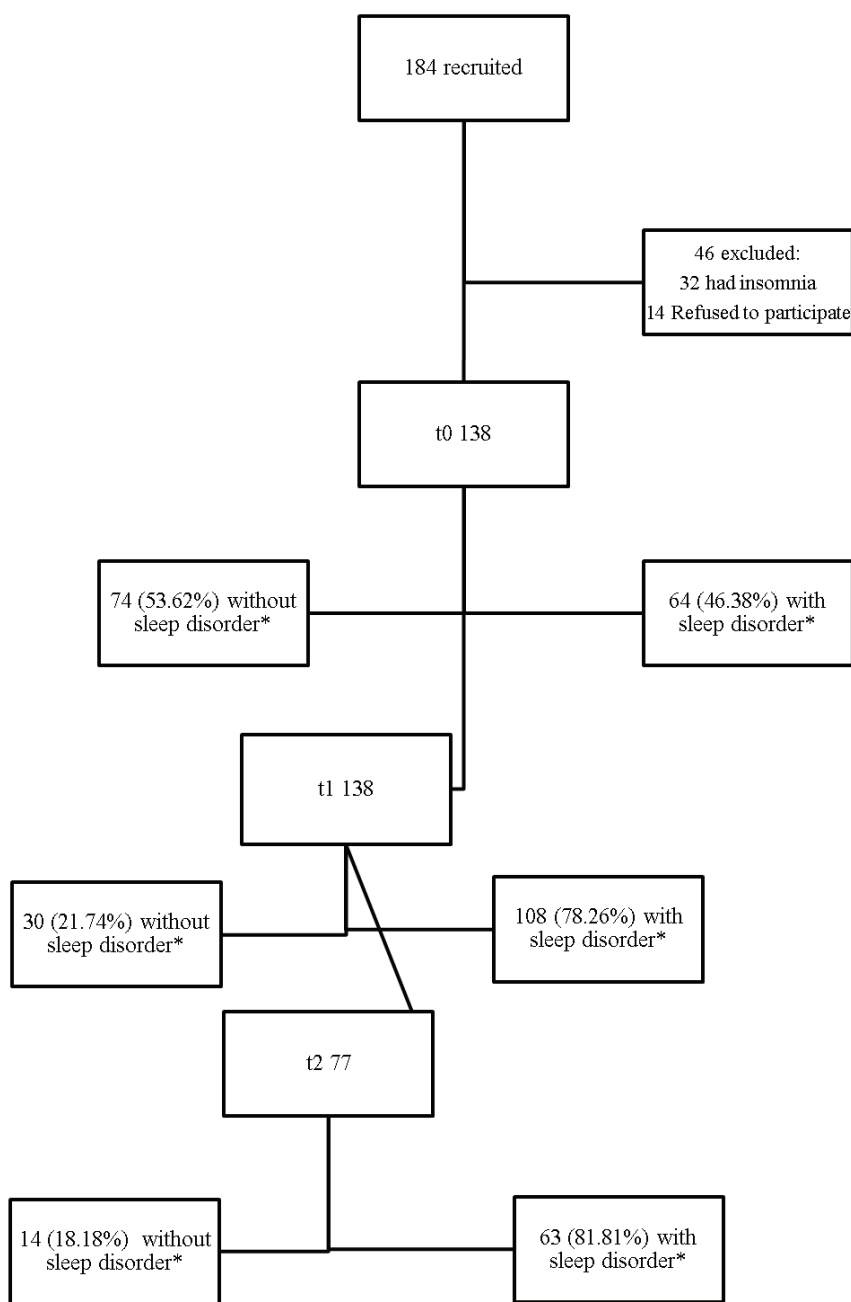 184 recruited
46 excluded:
32 had insomnia
14 Refused to participate
t0 138
74 (53.62%) without
sleep disorder*
64 (46.38%) with
sleep disorder*
t1 138
30 (21.74%) without
sleep disorder*
108 (78.26%) with
sleep disorder*
t2 77
14 (18.18%) without
sleep disorder*
63 (81.81%) with
sleep disorder*